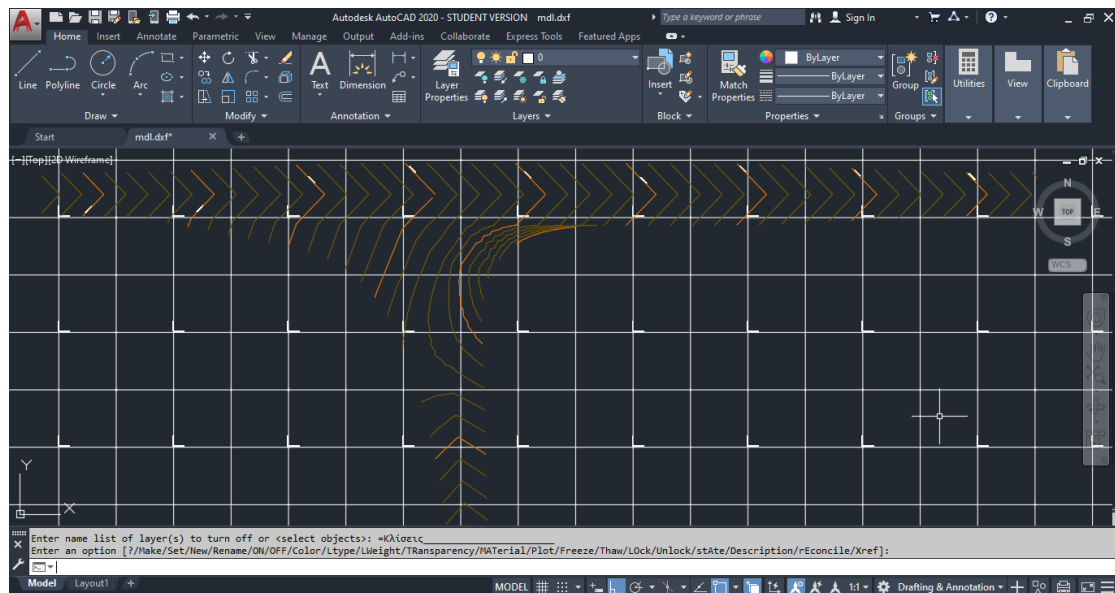 Autodesk AutoCAD 2020 - STUDENT VERSION mdl.dxf
Type a keyword or phrase
Sign In
Home Insert Annotate Parametric View Manage Output Add-ins Collaborate Express Tools Featured Apps
Line Polyline Circle Arc
Text Dimension
Layer Properties
0
Insert
Match Properties
ByLayer
ByLayer
ByLayer
Group
Utilities
View
Clipboard
Draw Modify Annotation Layers Block Properties Groups
Start mdl.dxf*
[-][Top][2D Wireframe]
N
W TOP E
S
WCS
Y
X
Enter name list of layer(s) to turn off or <select objects>: =Κλίσεις
Enter an option [?/Make/Set/New/Rename/ON/OFF/Color/Ltype/LWeight/TRansparency/MATerial/Plot/Freeze/Thaw/LOck/Unlock/stAte/Description/rEconcile/Xref]:
Model Layout1 +
MODEL 1:1 Drafting & Annotation